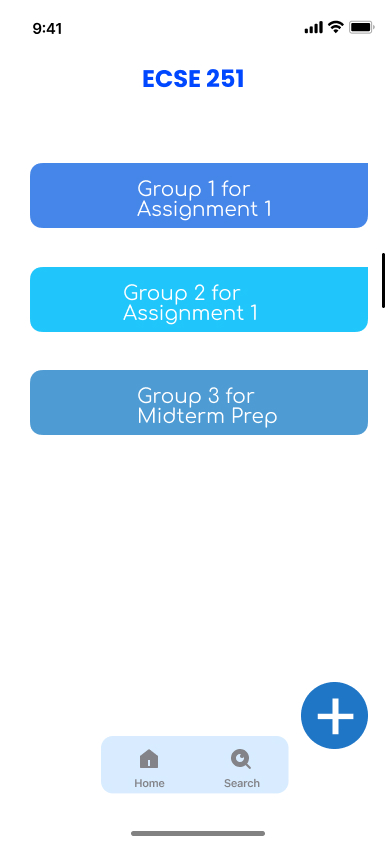 9:41
ECSE 251
Group 1 for
Assignment 1
Group 2 for
Assignment 1
Group 3 for
Midterm Prep
Home
Search